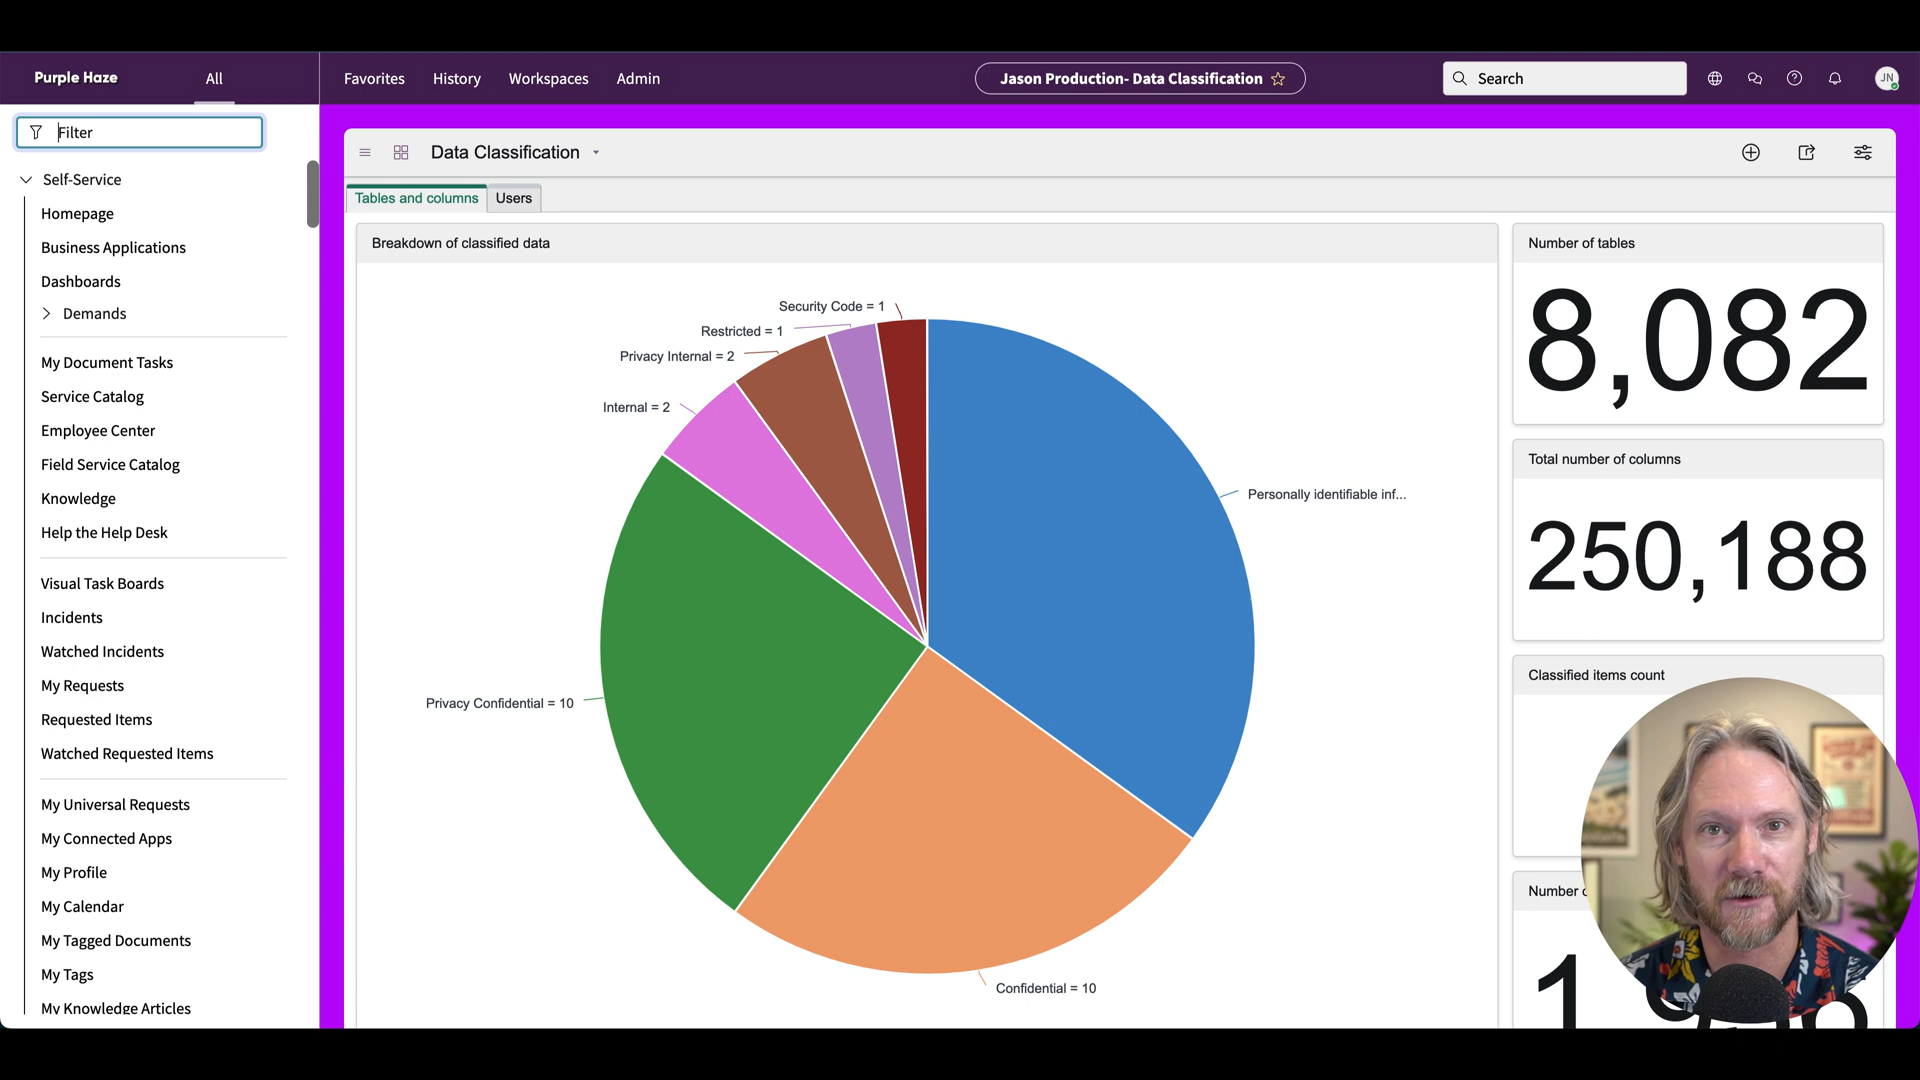 Purple Haze
All
Favorites
History
Workspaces
Admin
Jason Production- Data Classification
Search
JN
Filter
Self-Service
Homepage
Business Applications
Dashboards
Demands
My Document Tasks
Service Catalog
Employee Center
Field Service Catalog
Knowledge
Help the Help Desk
Visual Task Boards
Incidents
Watched Incidents
My Requests
Requested Items
Watched Requested Items
My Universal Requests
My Connected Apps
My Profile
My Calendar
My Tagged Documents
My Tags
My Knowledge Articles
Data Classification
Tables and columns
Users
Breakdown of classified data
Security Code = 1
Restricted = 1
Privacy Internal = 2
Internal = 2
Personally identifiable inf...
Privacy Confidential = 10
Confidential = 10
Number of tables
8,082
Total number of columns
250,188
Classified items count
Number